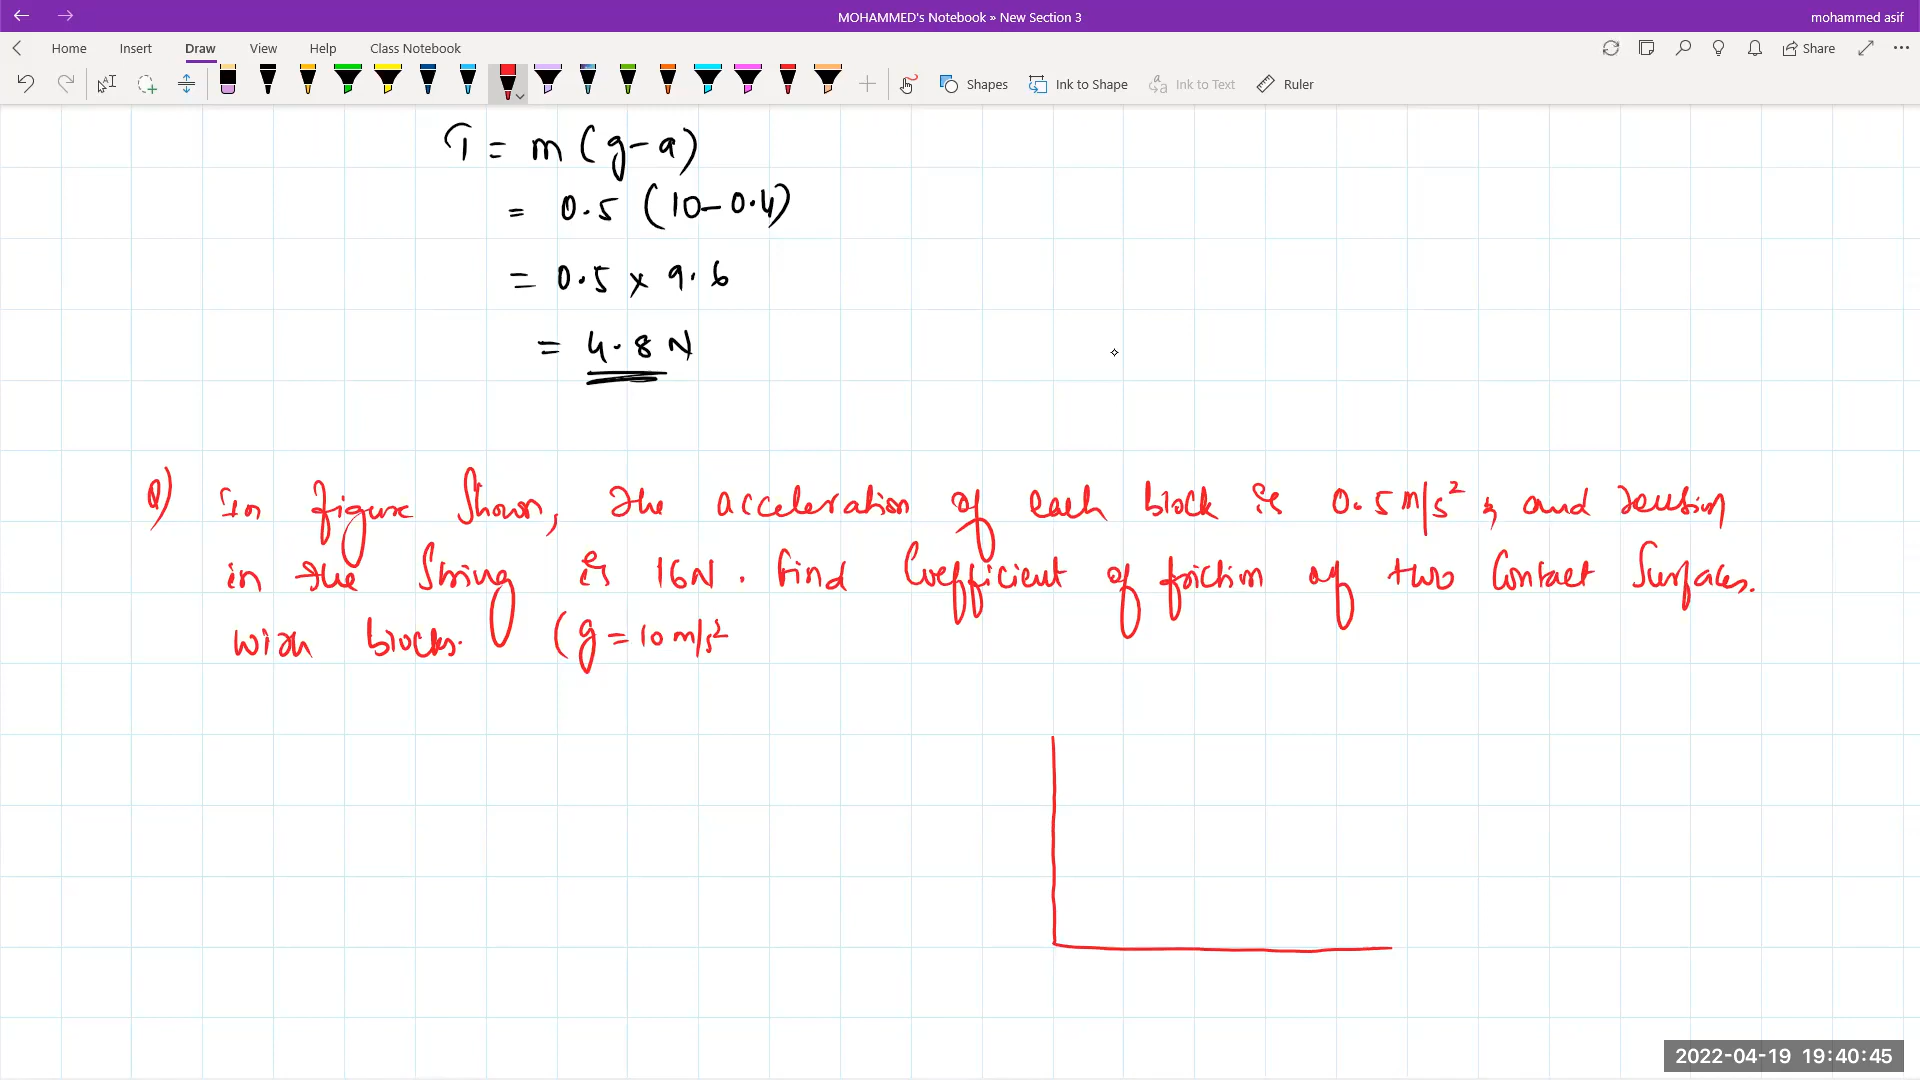 MOHAMMED's Notebook » New Section 3
mohammed asif
Home Insert Draw View Help Class Notebook
Share
Shapes Ink to Shape Ink to Text Ruler
T = m (g-a)
= 0.5 (10-0.4)
= 0.5 x 9.6
= 4.8 N
Q) In figure Shown, the acceleration of each block is 0.5 m/s² ; and tension
in the String is 16N. Find Coefficient of friction of two Contact Surfaces.
with blocks. (g = 10 m/s²
2022-04-19 19:40:45